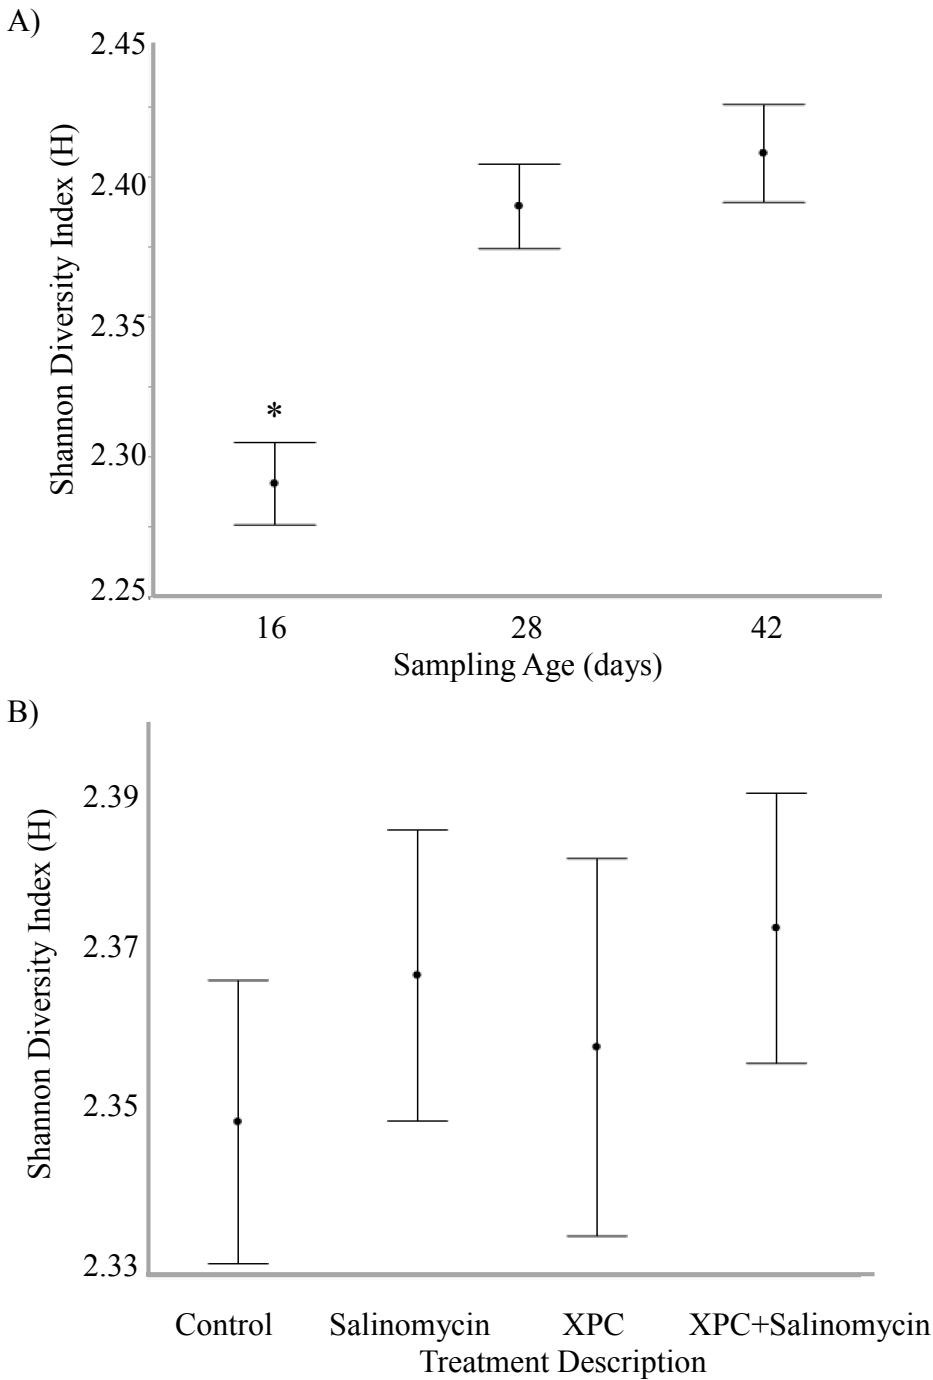 A)
2.45
2.40
2.35
2.30
2.25
Shannon Diversity Index (H)
*
16 28 42
Sampling Age (days)
B)
2.39
2.37
2.35
2.33
Shannon Diversity Index (H)
Control Salinomycin XPC XPC+Salinomycin
Treatment Description